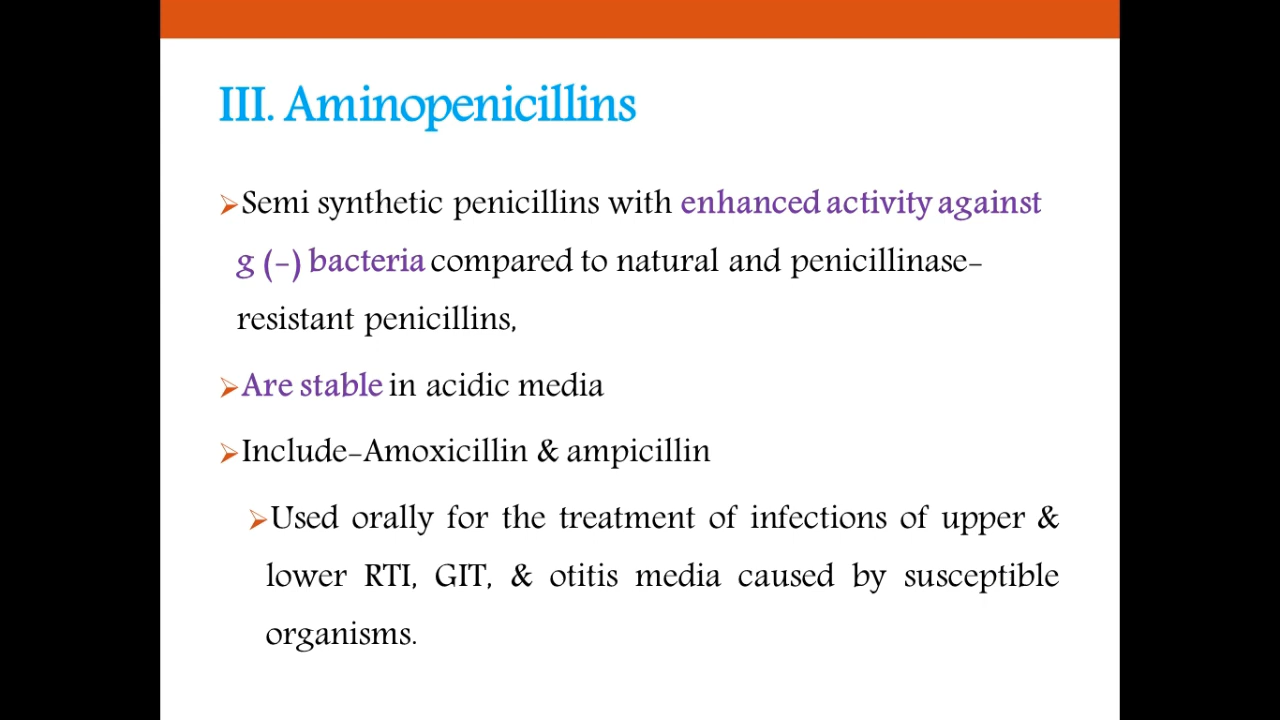 III. Aminopenicillins
➢Semi synthetic penicillins with enhanced activity against
g (-) bacteria compared to natural and penicillinase-
resistant penicillins,
➢Are stable in acidic media
➢Include-Amoxicillin & ampicillin
➢Used orally for the treatment of infections of upper &
lower RTI, GIT, & otitis media caused by susceptible
organisms.